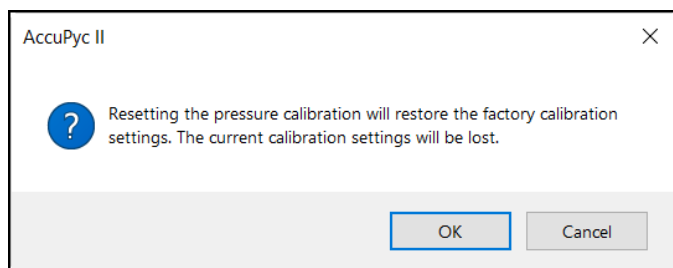 AccuPyc II
Resetting the pressure calibration will restore the factory calibration
settings. The current calibration settings will be lost.
OK
Cancel